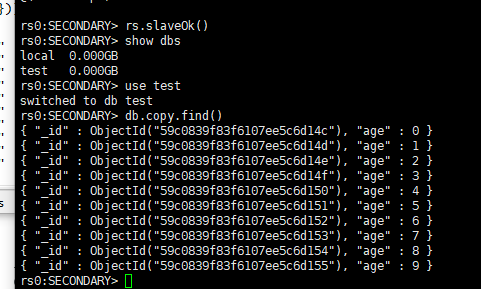 })
rs0:SECONDARY> rs.slaveOk()
rs0:SECONDARY> show dbs
local  0.000GB
test   0.000GB
rs0:SECONDARY> use test
switched to db test
rs0:SECONDARY> db.copy.find()
{ "_id" : ObjectId("59c0839f83f6107ee5c6d14c"), "age" : 0 }
{ "_id" : ObjectId("59c0839f83f6107ee5c6d14d"), "age" : 1 }
{ "_id" : ObjectId("59c0839f83f6107ee5c6d14e"), "age" : 2 }
{ "_id" : ObjectId("59c0839f83f6107ee5c6d14f"), "age" : 3 }
{ "_id" : ObjectId("59c0839f83f6107ee5c6d150"), "age" : 4 }
{ "_id" : ObjectId("59c0839f83f6107ee5c6d151"), "age" : 5 }
{ "_id" : ObjectId("59c0839f83f6107ee5c6d152"), "age" : 6 }
{ "_id" : ObjectId("59c0839f83f6107ee5c6d153"), "age" : 7 }
{ "_id" : ObjectId("59c0839f83f6107ee5c6d154"), "age" : 8 }
{ "_id" : ObjectId("59c0839f83f6107ee5c6d155"), "age" : 9 }
rs0:SECONDARY>